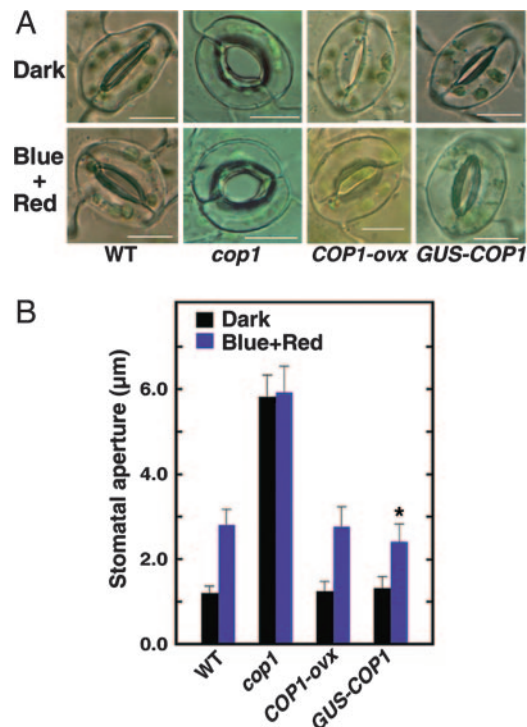 A
Dark
Blue
+
Red
WT
cop1
COP1-ovx
GUS-COP1
B
Dark
Blue+Red
Stomatal aperture (μm)
6.0
4.0
2.0
0.0
*
WT
cop1
COP1-ovx
GUS-COP1